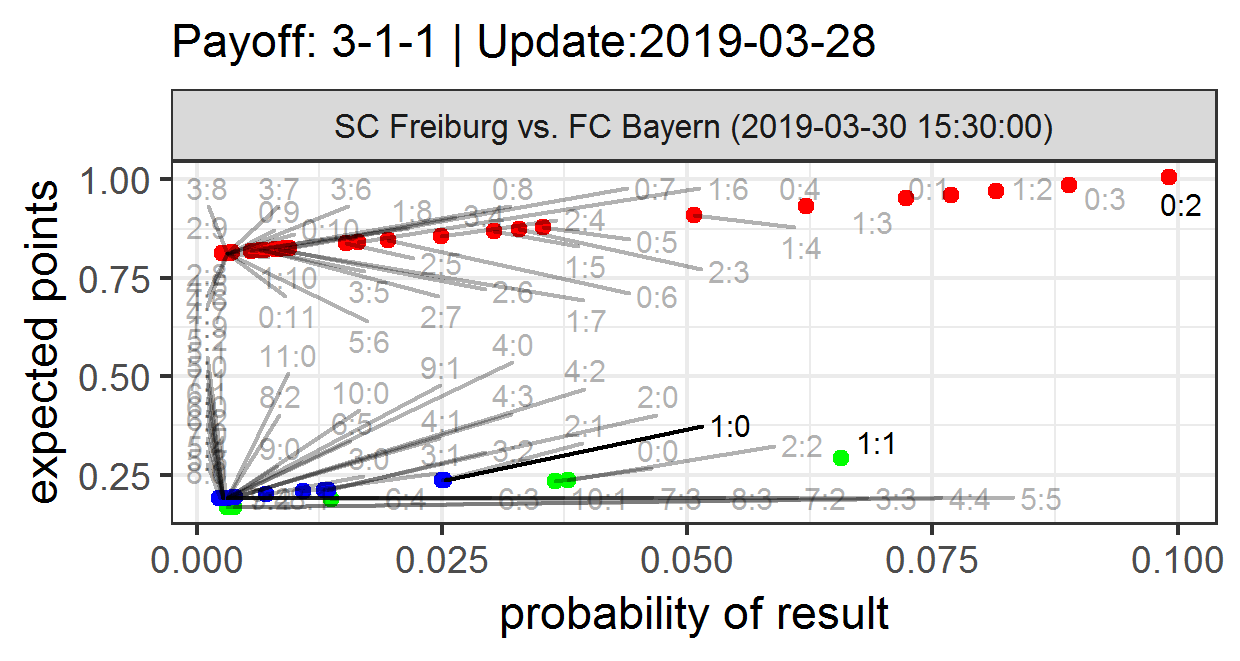 Payoff: 3-1-1 | Update:2019-03-28
SC Freiburg vs. FC Bayern (2019-03-30 15:30:00)
expected points
1.00
0.75
0.50
0.25
3:8 3:7 3:6 0:8 0:7 1:6 0:4 0:1 1:2 0:3 0:2
0:9 1:8 3:4 2:4 1:3
2:9 0:10 0:5 1:4
2:5 1:5 2:3
1:10 3:5 2:6 0:6
0:11 2:7 1:7
5:6
11:0 4:0
9:1 4:2
8:2 10:0 4:3 2:0
6:5 4:1 2:1 1:0
9:0 3:0 3:1 3:2 0:0 2:2 1:1
6:4 6:3 10:1 7:3 8:3 7:2 3:3 4:4 5:5
0.000 0.025 0.050 0.075 0.100
probability of result